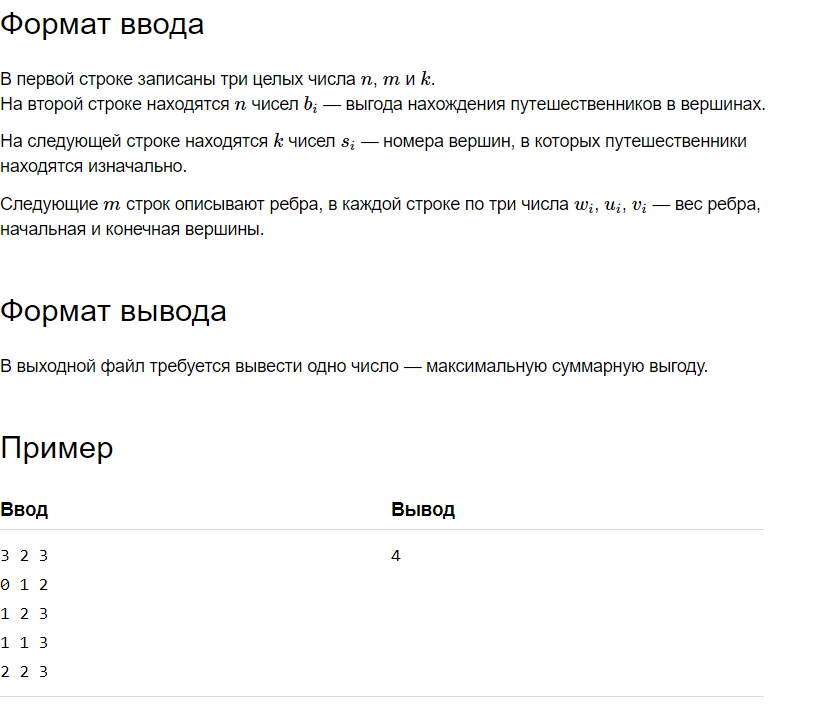 Формат ввода
В первой строке записаны три целых числа n, m и k.
На второй строке находятся n чисел b_i — выгода нахождения путешественников в вершинах.
На следующей строке находятся k чисел s_i — номера вершин, в которых путешественники
находятся изначально.
Следующие m строк описывают ребра, в каждой строке по три числа w_i, u_i, v_i — вес ребра,
начальная и конечная вершины.
Формат вывода
В выходной файл требуется вывести одно число — максимальную суммарную выгоду.
Пример
Ввод Вывод
3 2 3 4
0 1 2
1 2 3
1 1 3
2 2 3